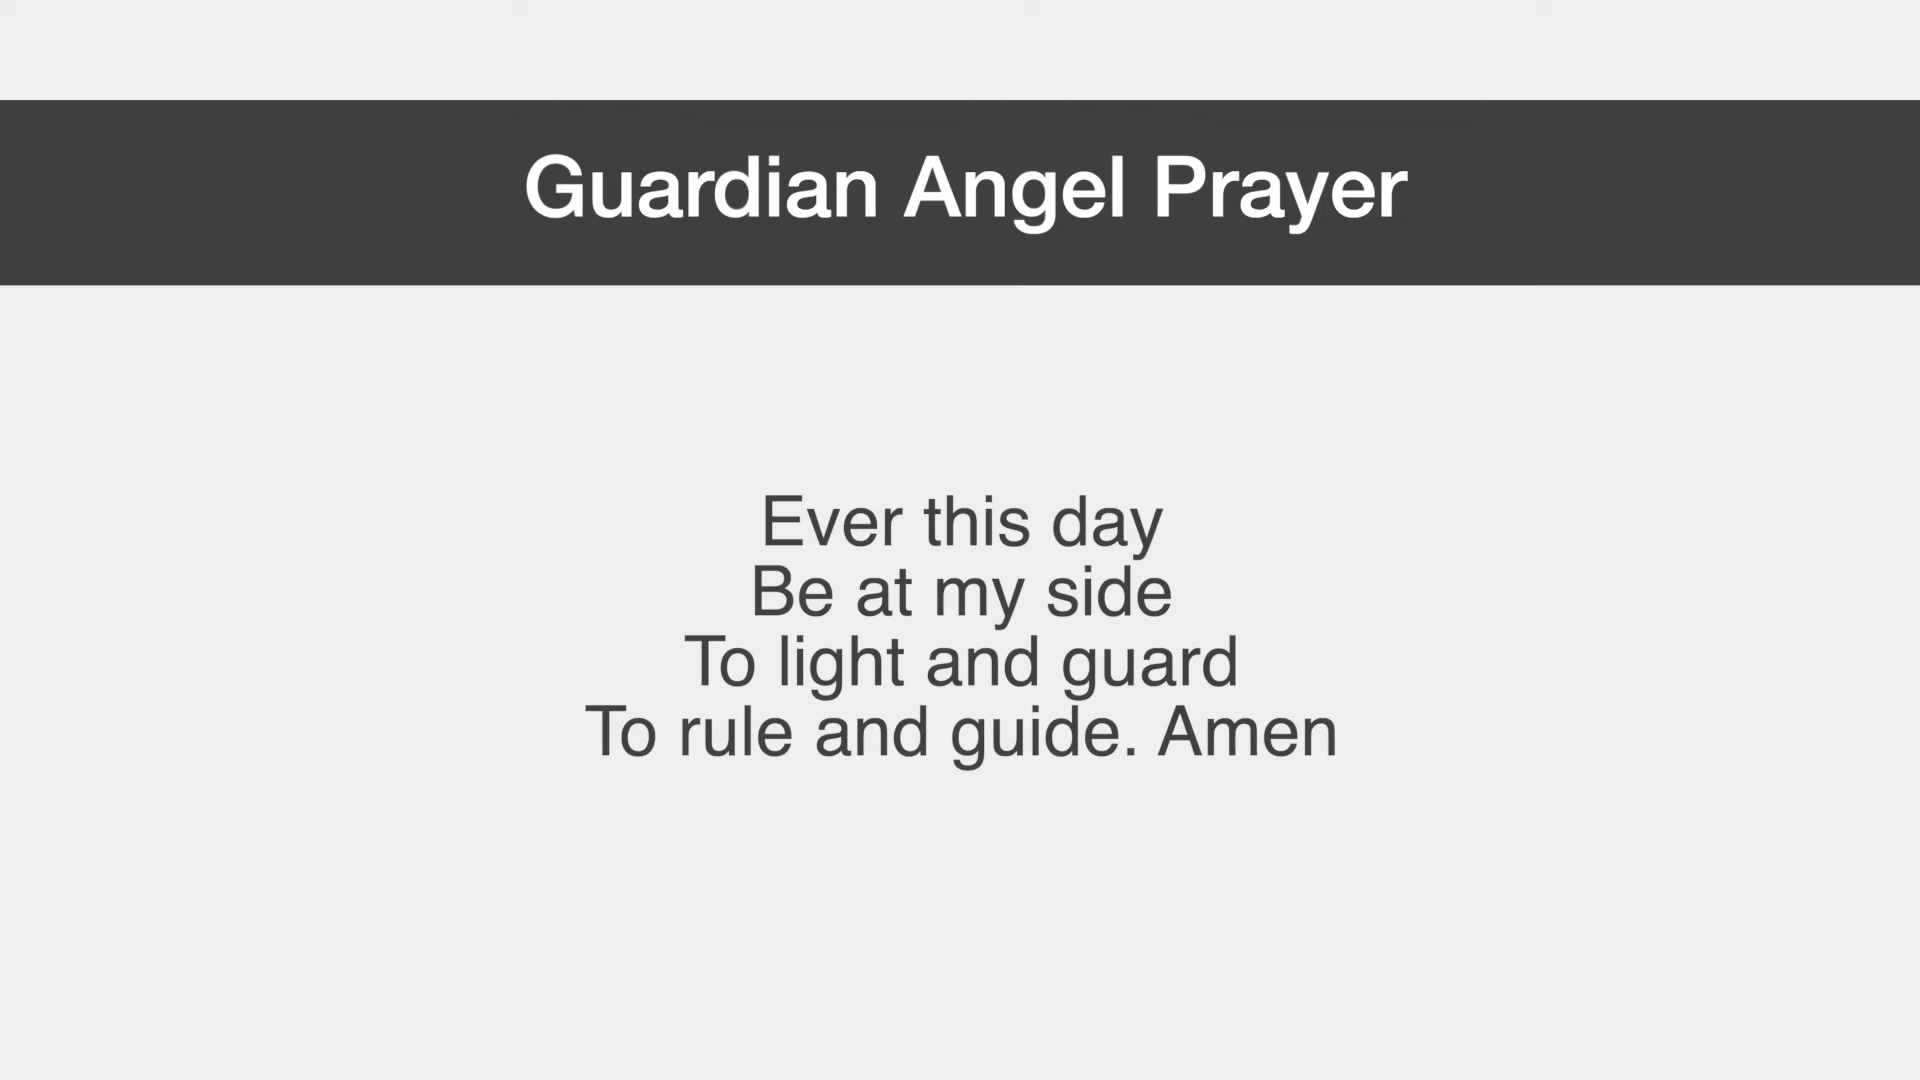 Guardian Angel Prayer
Ever this day
Be at my side
To light and guard
To rule and guide. Amen